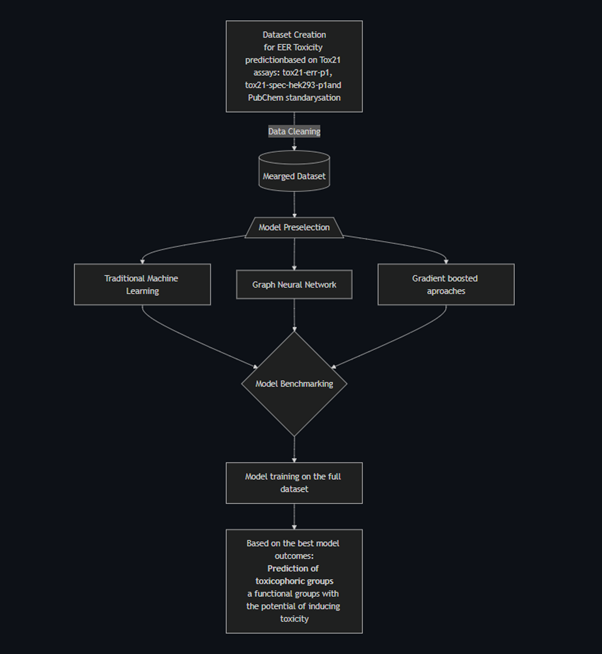 Dataset Creation
for EER Toxicity
predictionbased on Tox21
assays: tox21-err-p1,
tox21-spec-hek293-p1and
PubChem standarysation
Data Cleaning
Mearged Dataset
Model Preselection
Traditional Machine
Learning
Graph Neural Network
Gradient boosted
aproaches
Model Benchmarking
Model training on the full
dataset
Based on the best model
outcomes:
Prediction of
toxicophoric groups
a functional groups with
the potential of inducing
toxicity